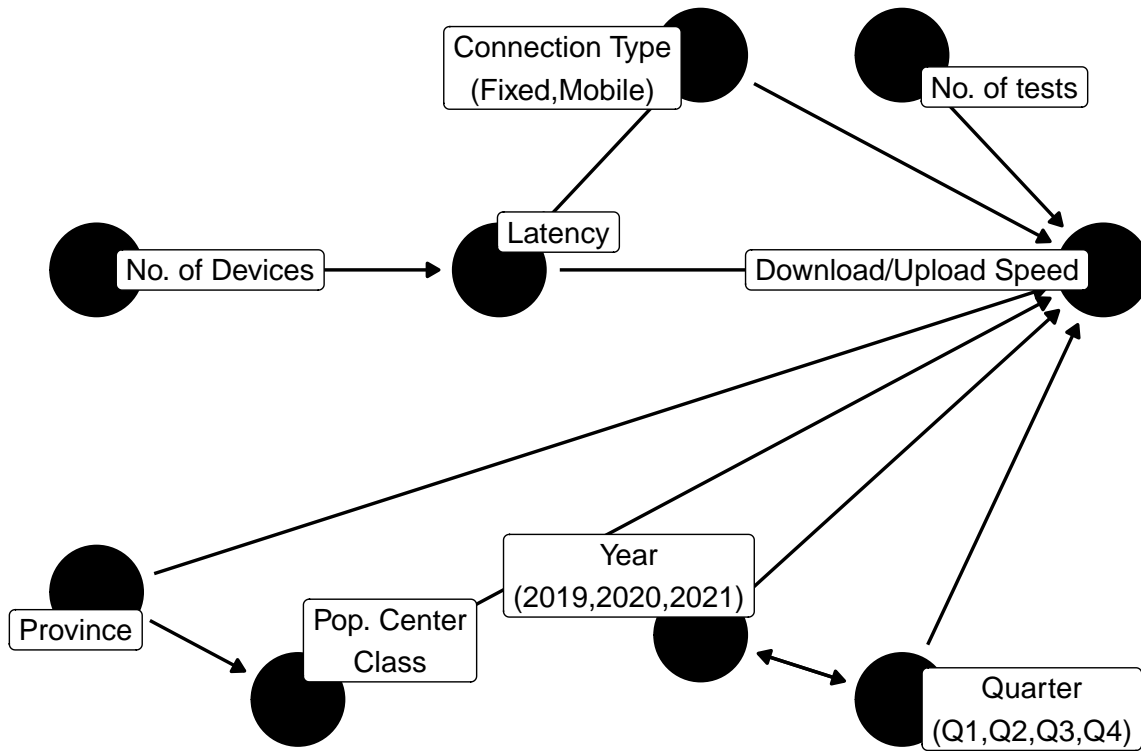 Connection Type
(Fixed,Mobile)
No. of tests
Latency
No. of Devices
Download/Upload Speed
Year
(2019,2020,2021)
Province
Pop. Center
Class
Quarter
(Q1,Q2,Q3,Q4)